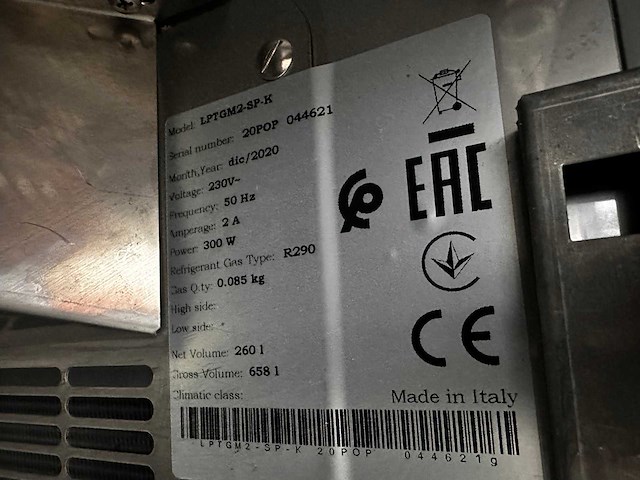 Model: LPTGM2-SP-K
Serial number: 20POP 044621
Month,Year: dic/2020
Voltage: 230V~
Frequency: 50 Hz
Amperage: 2 A
Power: 300 W
Refrigerant Gas Type: R290
Gas Q.ty: 0.085 kg
High side:
Low side:
Net Volume: 260 l
Gross Volume: 658 l
Climatic class:
EAC
CE
Made in Italy
LPTGM2-SP-K 20POP 044621g